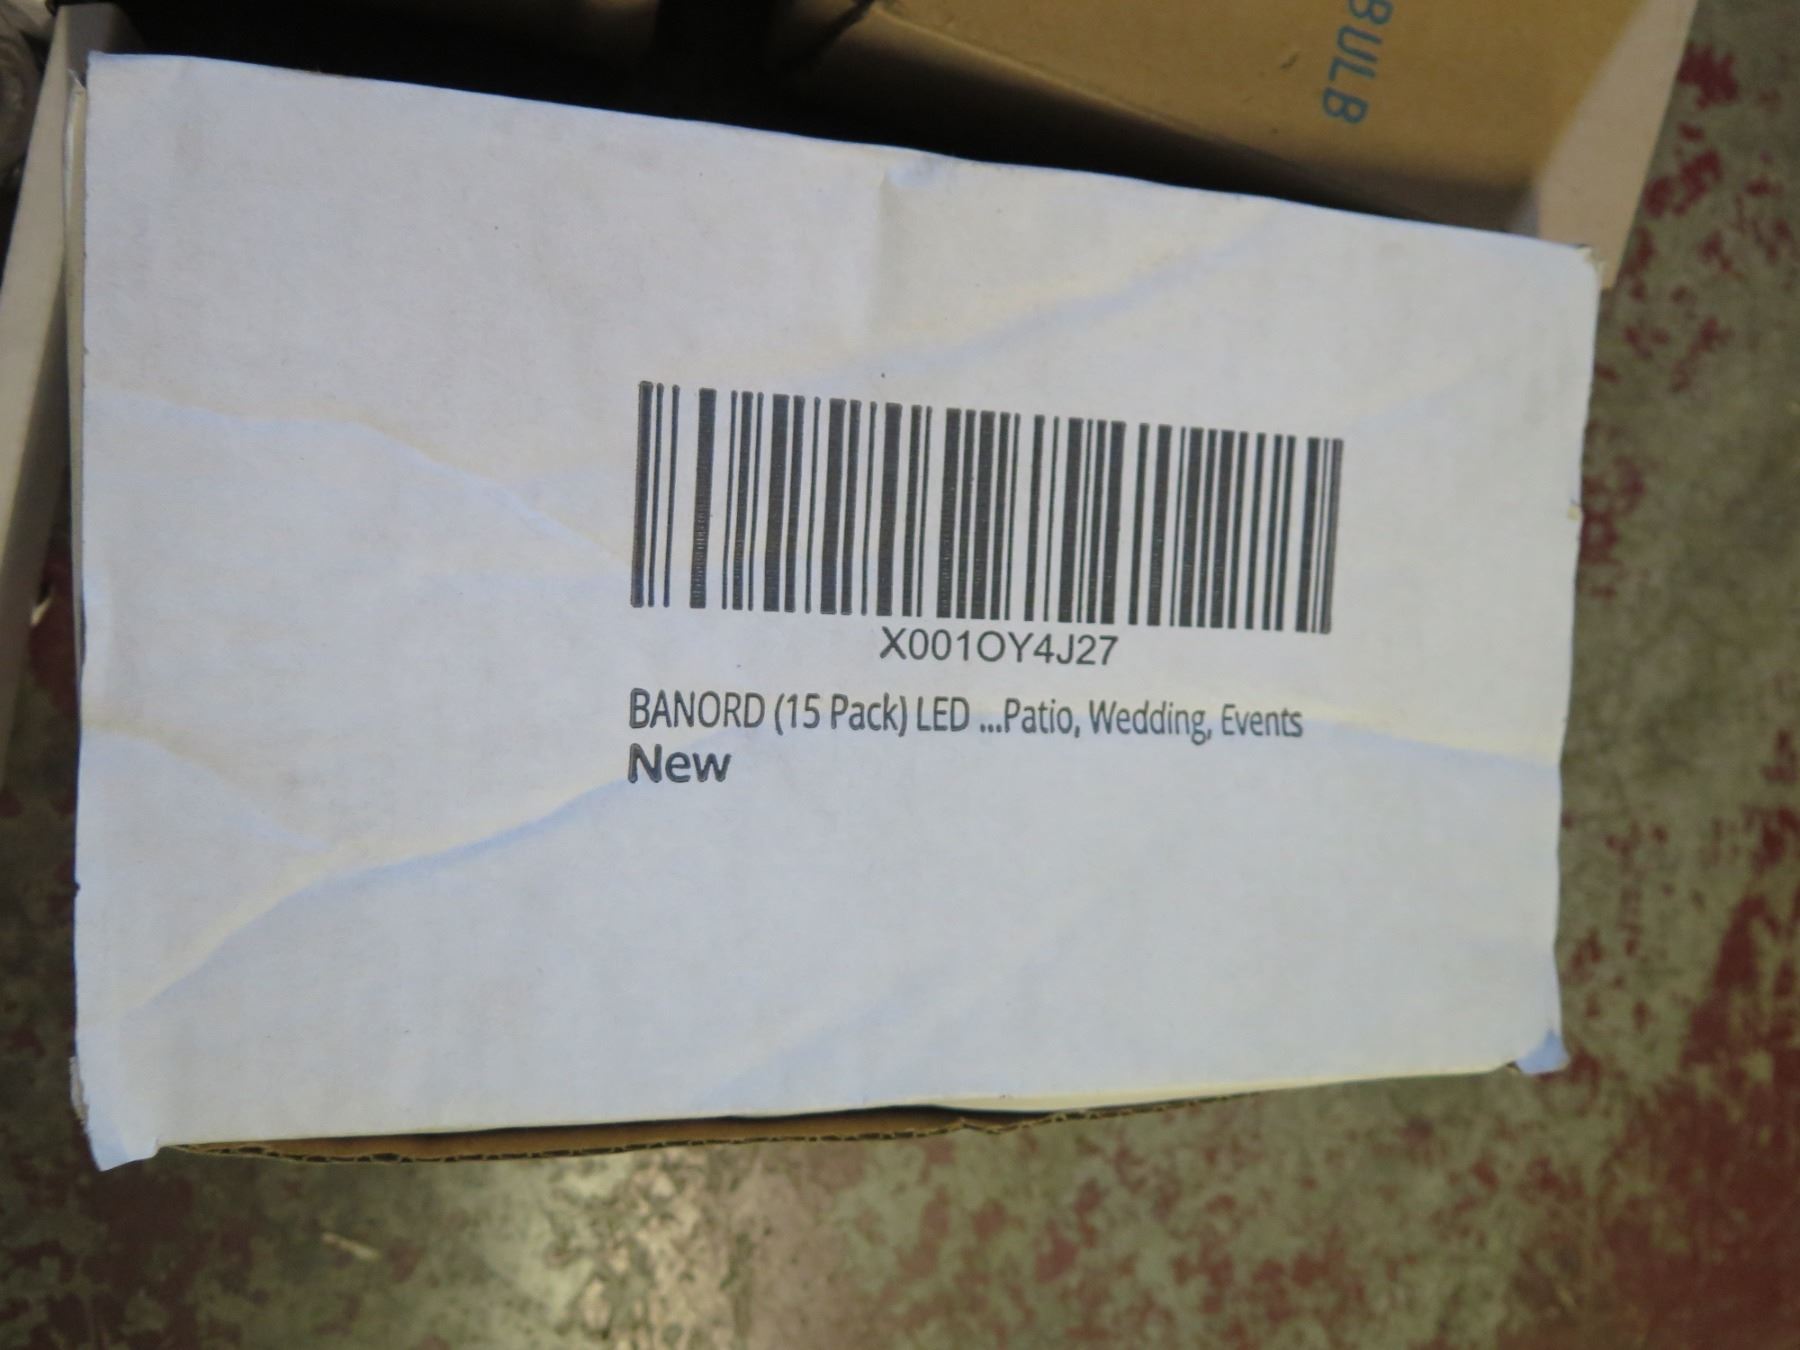 BULB
X001OY4J27
BANORD (15 Pack) LED ...Patio, Wedding, Events
New